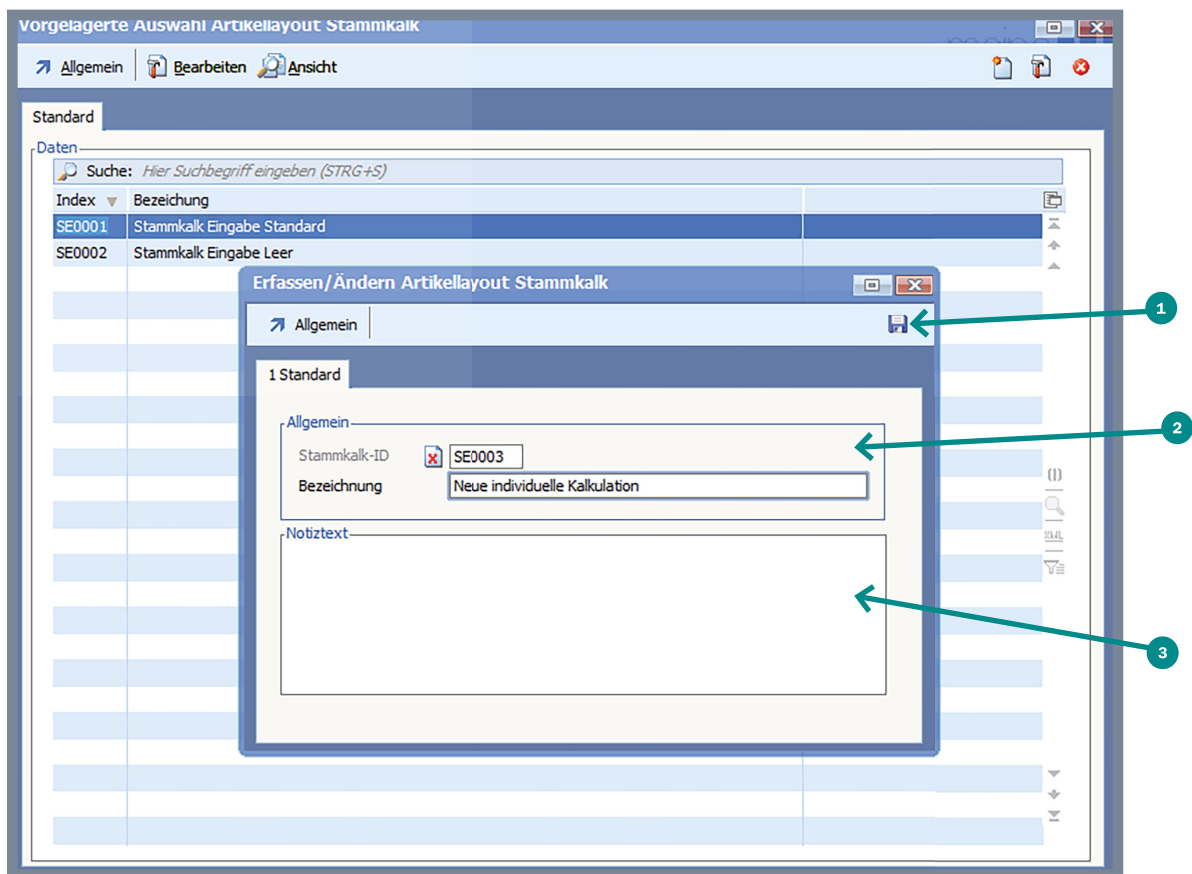 Vorgelagerte Auswahl Artikellayout Stammkalk
Allgemein Bearbeiten Ansicht
Standard
Daten
Suche: Hier Suchbegriff eingeben (STRG+S)
Index Bezeichung
SE0001 Stammkalk Eingabe Standard
SE0002 Stammkalk Eingabe Leer
Erfassen/Ändern Artikellayout Stammkalk
Allgemein
1
1 Standard
Allgemein
2
Stammkalk-ID SE0003
Bezeichnung Neue individuelle Kalkulation
Notiztext
XML
3